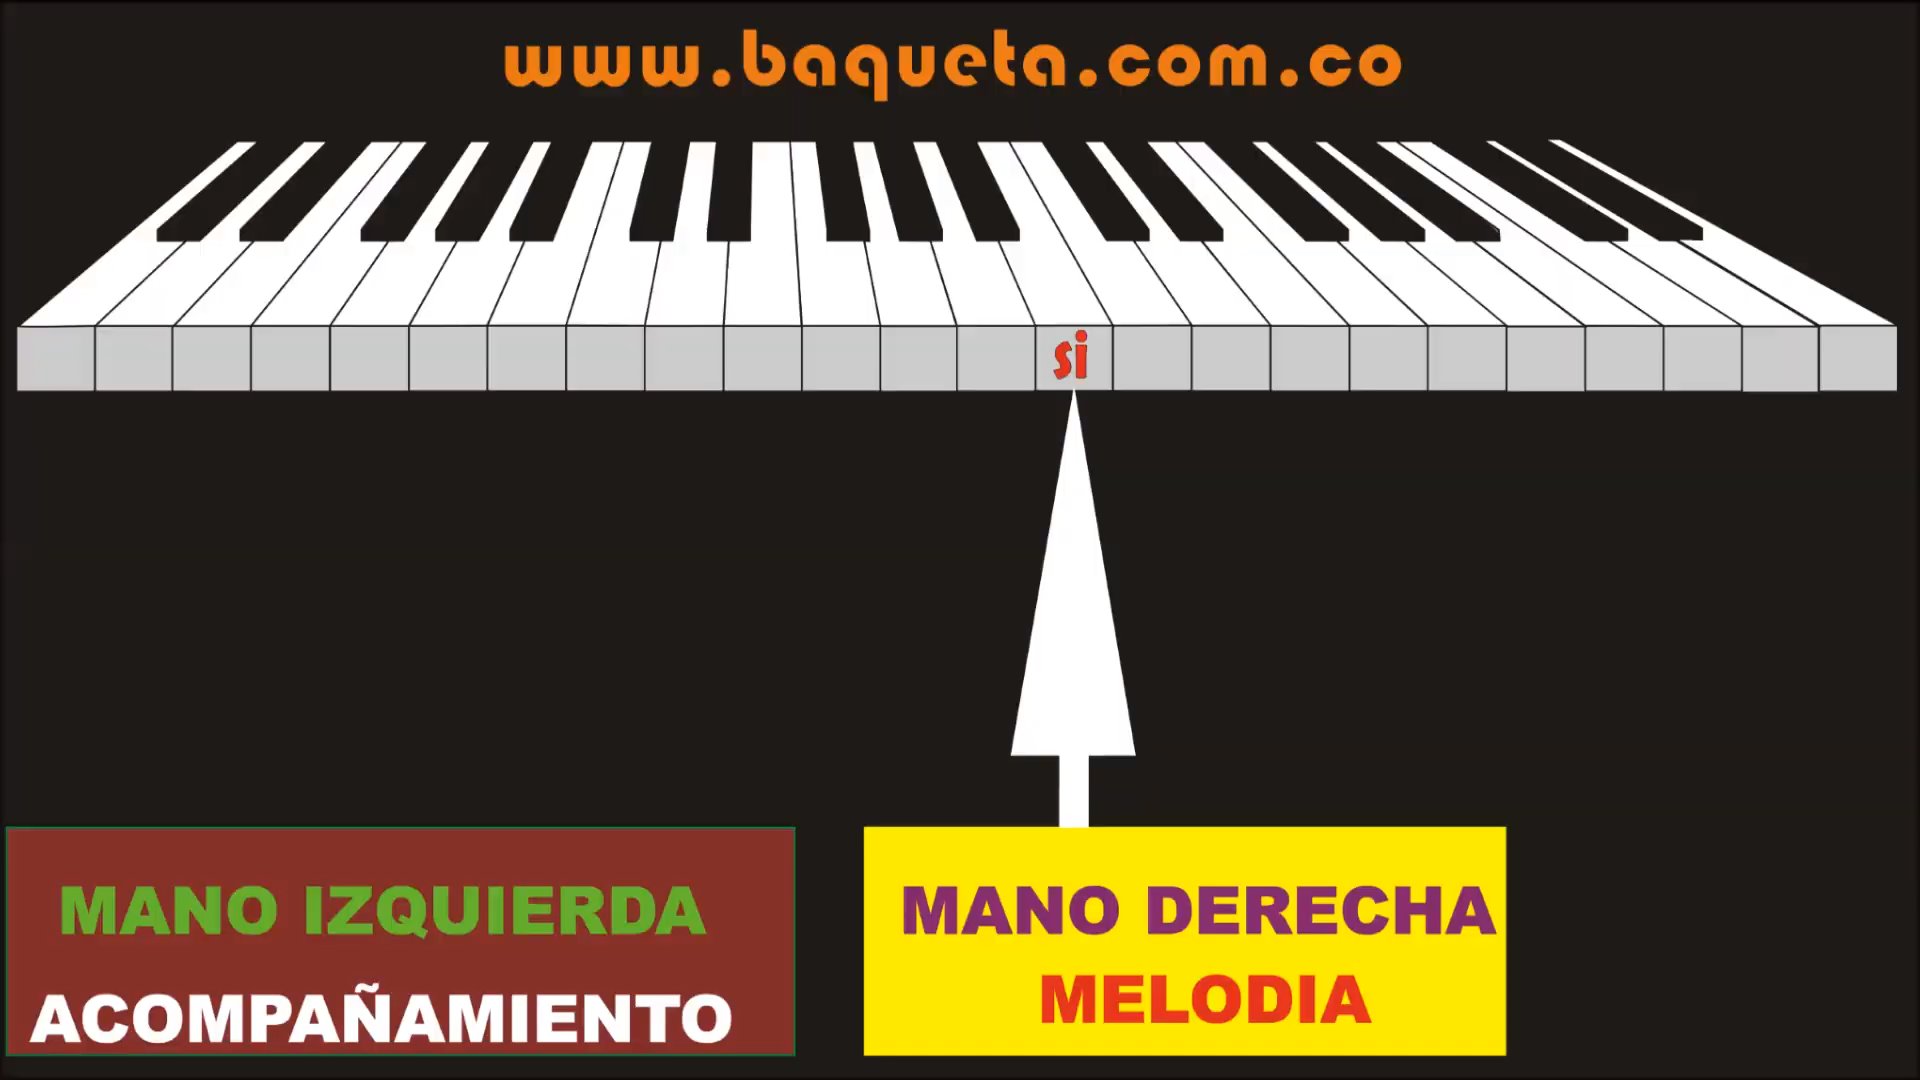 www.baqueta.com.co
si
MANO IZQUIERDA
ACOMPAÑAMIENTO
MANO DERECHA
MELODIA